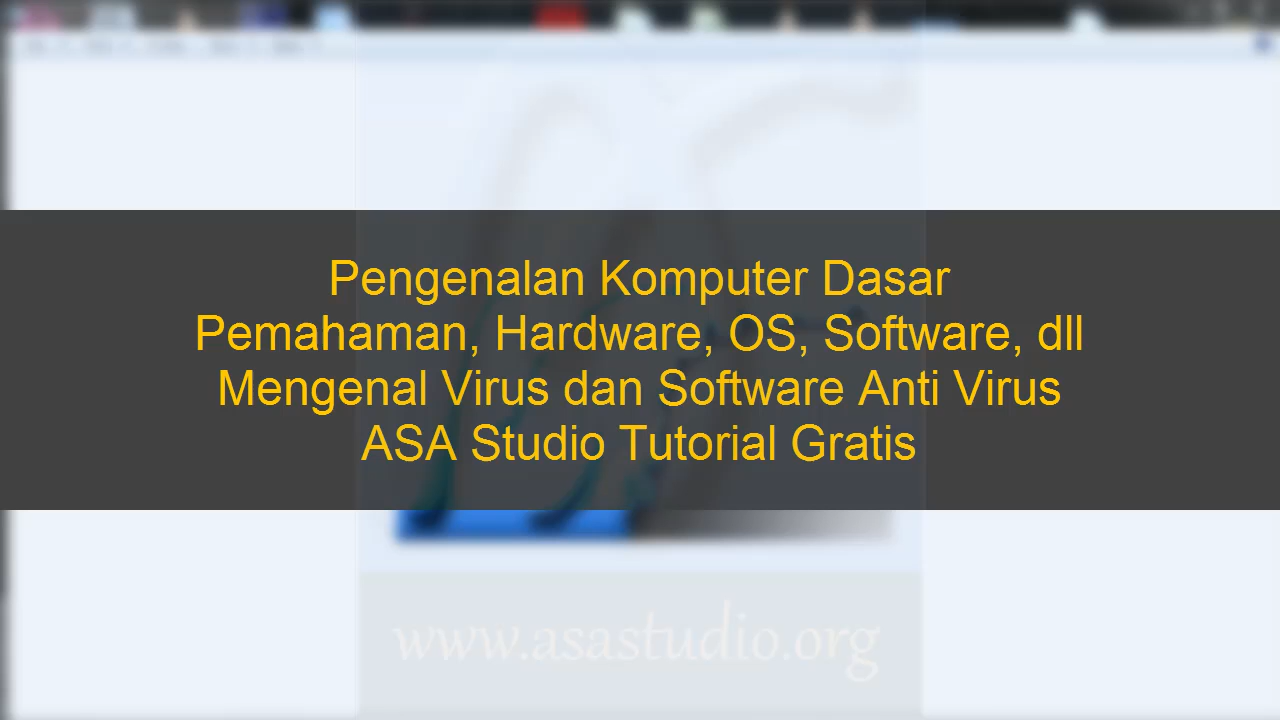 Pengenalan Komputer Dasar
Pemahaman, Hardware, OS, Software, dll
Mengenal Virus dan Software Anti Virus
ASA Studio Tutorial Gratis
www.asastudio.org